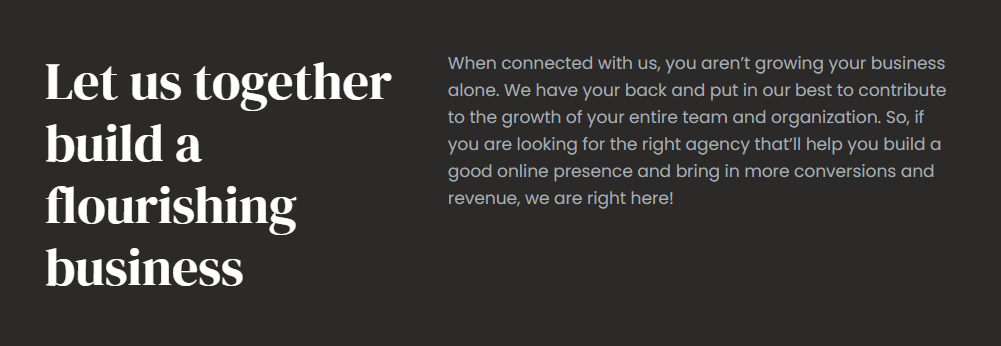 Let us together
build a
flourishing
business
When connected with us, you aren’t growing your business
alone. We have your back and put in our best to contribute
to the growth of your entire team and organization. So, if
you are looking for the right agency that’ll help you build a
good online presence and bring in more conversions and
revenue, we are right here!